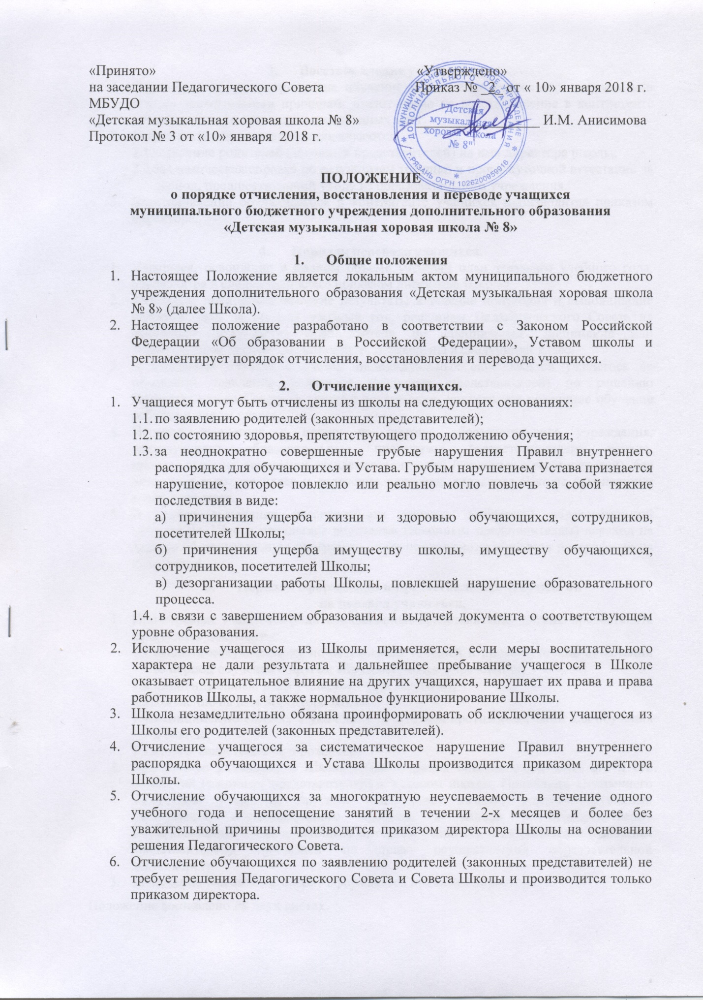 «Принято»
на заседании Педагогического Совета
МБУДО
«Детская музыкальная хоровая школа № 8»
Протокол № 3 от «10» января 2018 г.
«Утверждено»
Приказ № _2_ от « 10» января 2018 г.
__________________ И.М. Анисимова
МУНИЦИПАЛЬНОЕ БЮДЖЕТНОЕ УЧРЕЖДЕНИЕ
ДОПОЛНИТЕЛЬНОГО ОБРАЗОВАНИЯ
"Детская
музыкальная
хоровая школа
№ 8"
г.РЯЗАНЬ ОГРН 1026200959916
ПОЛОЖЕНИЕ
о порядке отчисления, восстановления и переводе учащихся
муниципального бюджетного учреждения дополнительного образования
«Детская музыкальная хоровая школа № 8»
1. Общие положения
1. Настоящее Положение является локальным актом муниципального бюджетного
учреждения дополнительного образования «Детская музыкальная хоровая школа
№ 8» (далее Школа).
2. Настоящее положение разработано в соответствии с Законом Российской
Федерации «Об образовании в Российской Федерации», Уставом школы и
регламентирует порядок отчисления, восстановления и перевода учащихся.
2. Отчисление учащихся.
1. Учащиеся могут быть отчислены из школы на следующих основаниях:
1.1. по заявлению родителей (законных представителей);
1.2. по состоянию здоровья, препятствующего продолжению обучения;
1.3. за неоднократно совершенные грубые нарушения Правил внутреннего
распорядка для обучающихся и Устава. Грубым нарушением Устава признается
нарушение, которое повлекло или реально могло повлечь за собой тяжкие
последствия в виде:
а) причинения ущерба жизни и здоровью обучающихся, сотрудников,
посетителей Школы;
б) причинения ущерба имуществу школы, имуществу обучающихся,
сотрудников, посетителей Школы;
в) дезорганизации работы Школы, повлекшей нарушение образовательного
процесса.
1.4. в связи с завершением образования и выдачей документа о соответствующем
уровне образования.
2. Исключение учащегося из Школы применяется, если меры воспитательного
характера не дали результата и дальнейшее пребывание учащегося в Школе
оказывает отрицательное влияние на других учащихся, нарушает их права и права
работников Школы, а также нормальное функционирование Школы.
3. Школа незамедлительно обязана проинформировать об исключении учащегося из
Школы его родителей (законных представителей).
4. Отчисление учащегося за систематическое нарушение Правил внутреннего
распорядка обучающихся и Устава Школы производится приказом директора
Школы.
5. Отчисление обучающихся за многократную неуспеваемость в течение одного
учебного года и непосещение занятий в течении 2-х месяцев и более без
уважительной причины производится приказом директора Школы на основании
решения Педагогического Совета.
6. Отчисление обучающихся по заявлению родителей (законных представителей) не
требует решения Педагогического Совета и Совета Школы и производится только
приказом директора.